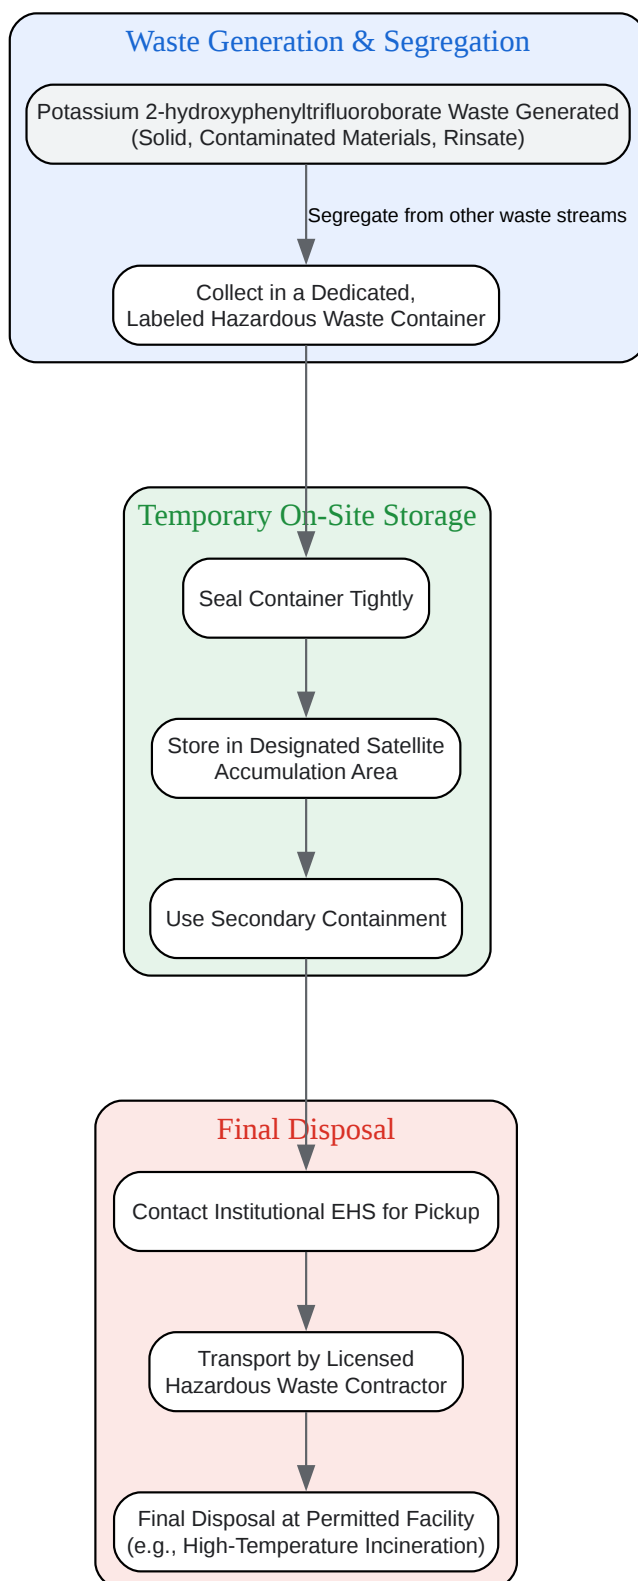 Waste Generation & Segregation
Potassium 2-hydroxyphenyltrifluoroborate Waste Generated
(Solid, Contaminated Materials, Rinsate)
Segregate from other waste streams
Collect in a Dedicated,
Labeled Hazardous Waste Container
Temporary On-Site Storage
Seal Container Tightly
Store in Designated Satellite
Accumulation Area
Use Secondary Containment
Final Disposal
Contact Institutional EHS for Pickup
Transport by Licensed
Hazardous Waste Contractor
Final Disposal at Permitted Facility
(e.g., High-Temperature Incineration)